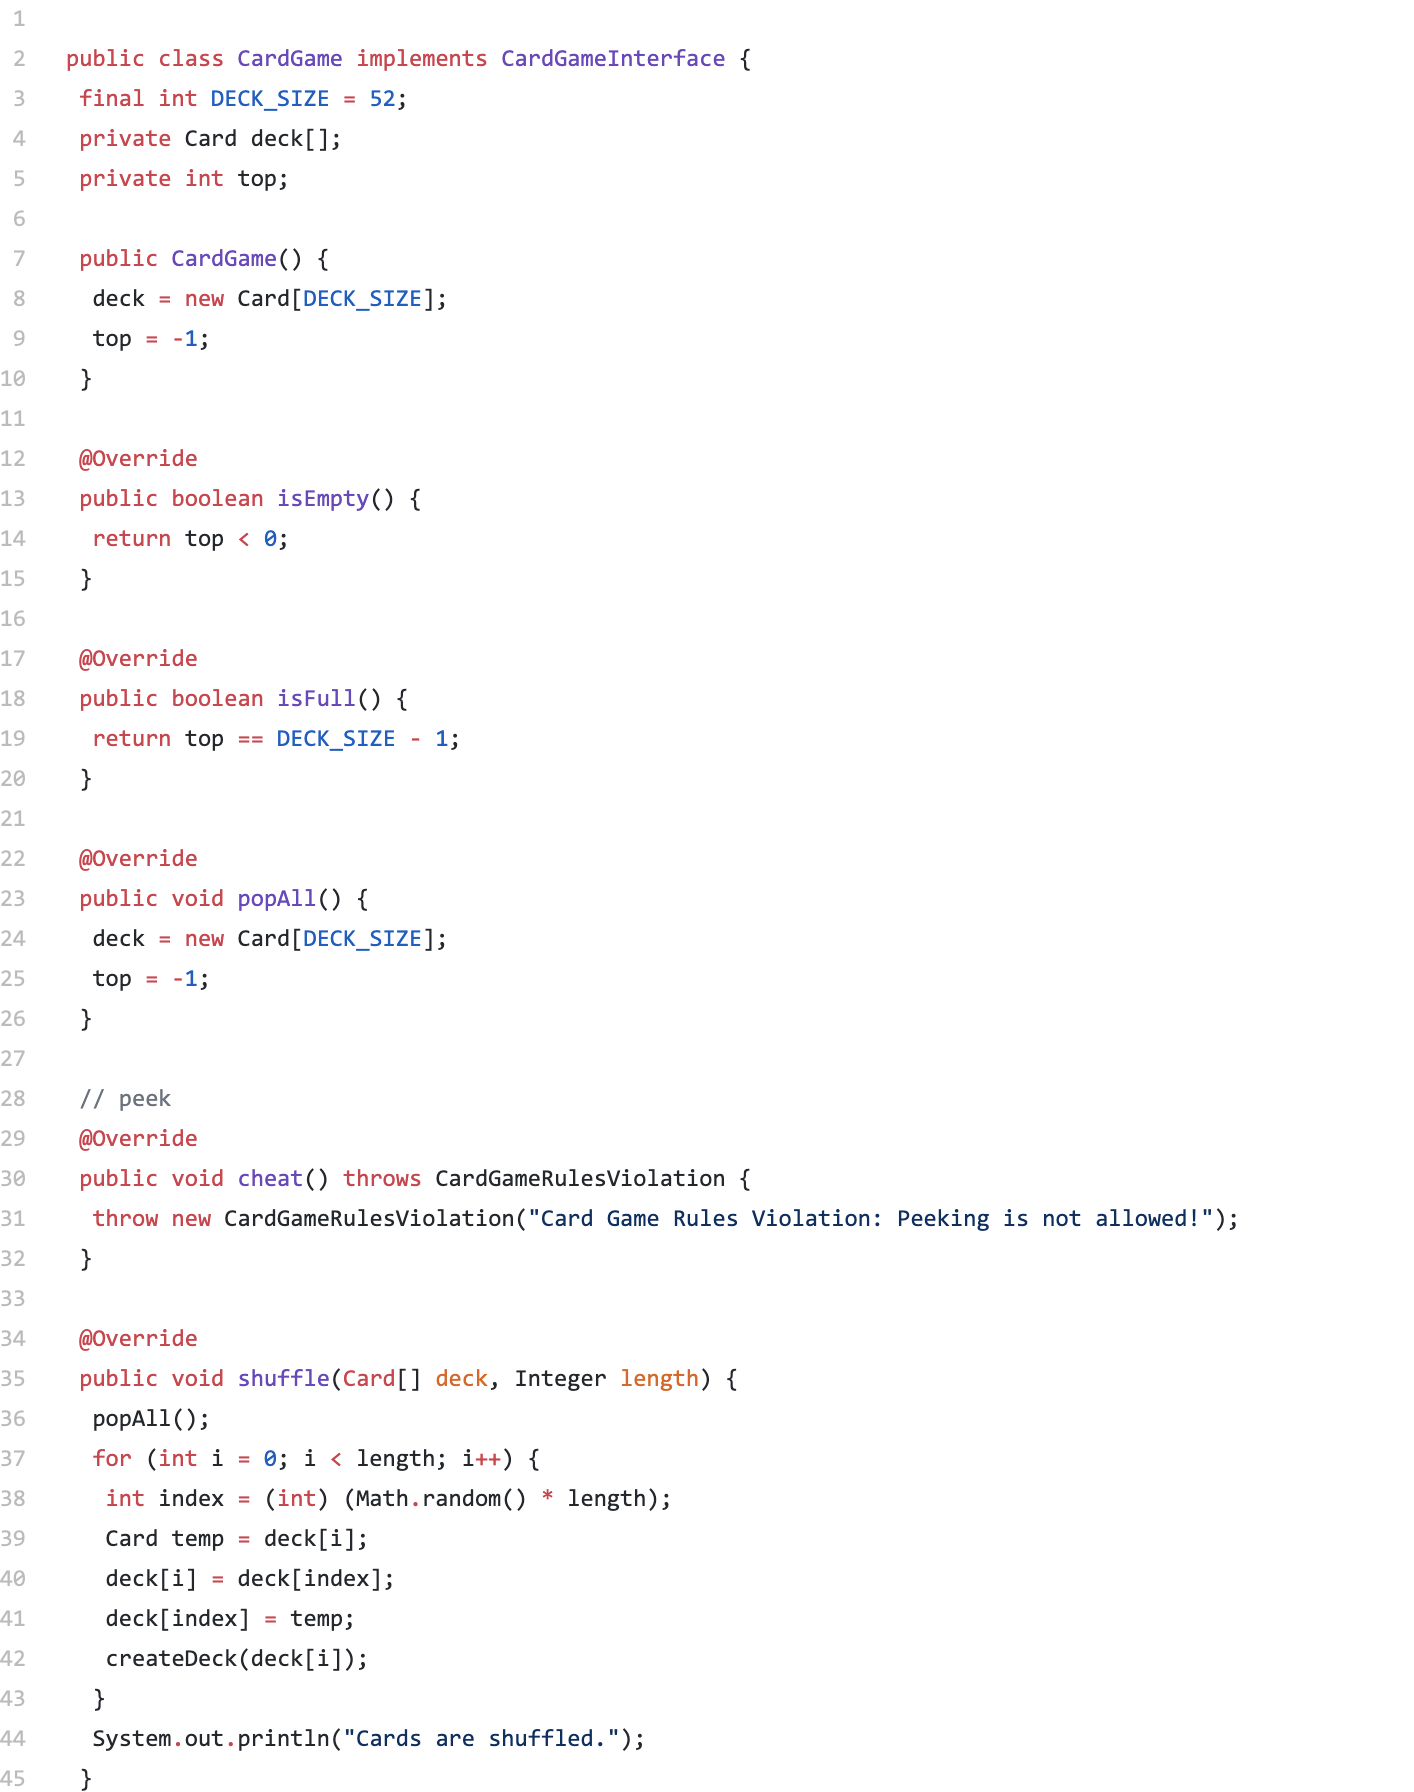 1
2 public class CardGame implements CardGameInterface {
3 final int DECK_SIZE = 52;
4 private Card deck[];
5 private int top;
6
7 public CardGame() {
8 deck = new Card[DECK_SIZE];
9 top = -1;
10 }
11
12 @Override
13 public boolean isEmpty() {
14 return top < 0;
15 }
16
17 @Override
18 public boolean isFull() {
19 return top == DECK_SIZE - 1;
20 }
21
22 @Override
23 public void popAll() {
24 deck = new Card[DECK_SIZE];
25 top = -1;
26 }
27
28 // peek
29 @Override
30 public void cheat() throws CardGameRulesViolation {
31 throw new CardGameRulesViolation("Card Game Rules Violation: Peeking is not allowed!");
32 }
33
34 @Override
35 public void shuffle(Card[] deck, Integer length) {
36 popAll();
37 for (int i = 0; i < length; i++) {
38 int index = (int) (Math.random() * length);
39 Card temp = deck[i];
40 deck[i] = deck[index];
41 deck[index] = temp;
42 createDeck(deck[i]);
43 }
44 System.out.println("Cards are shuffled.");
45 }